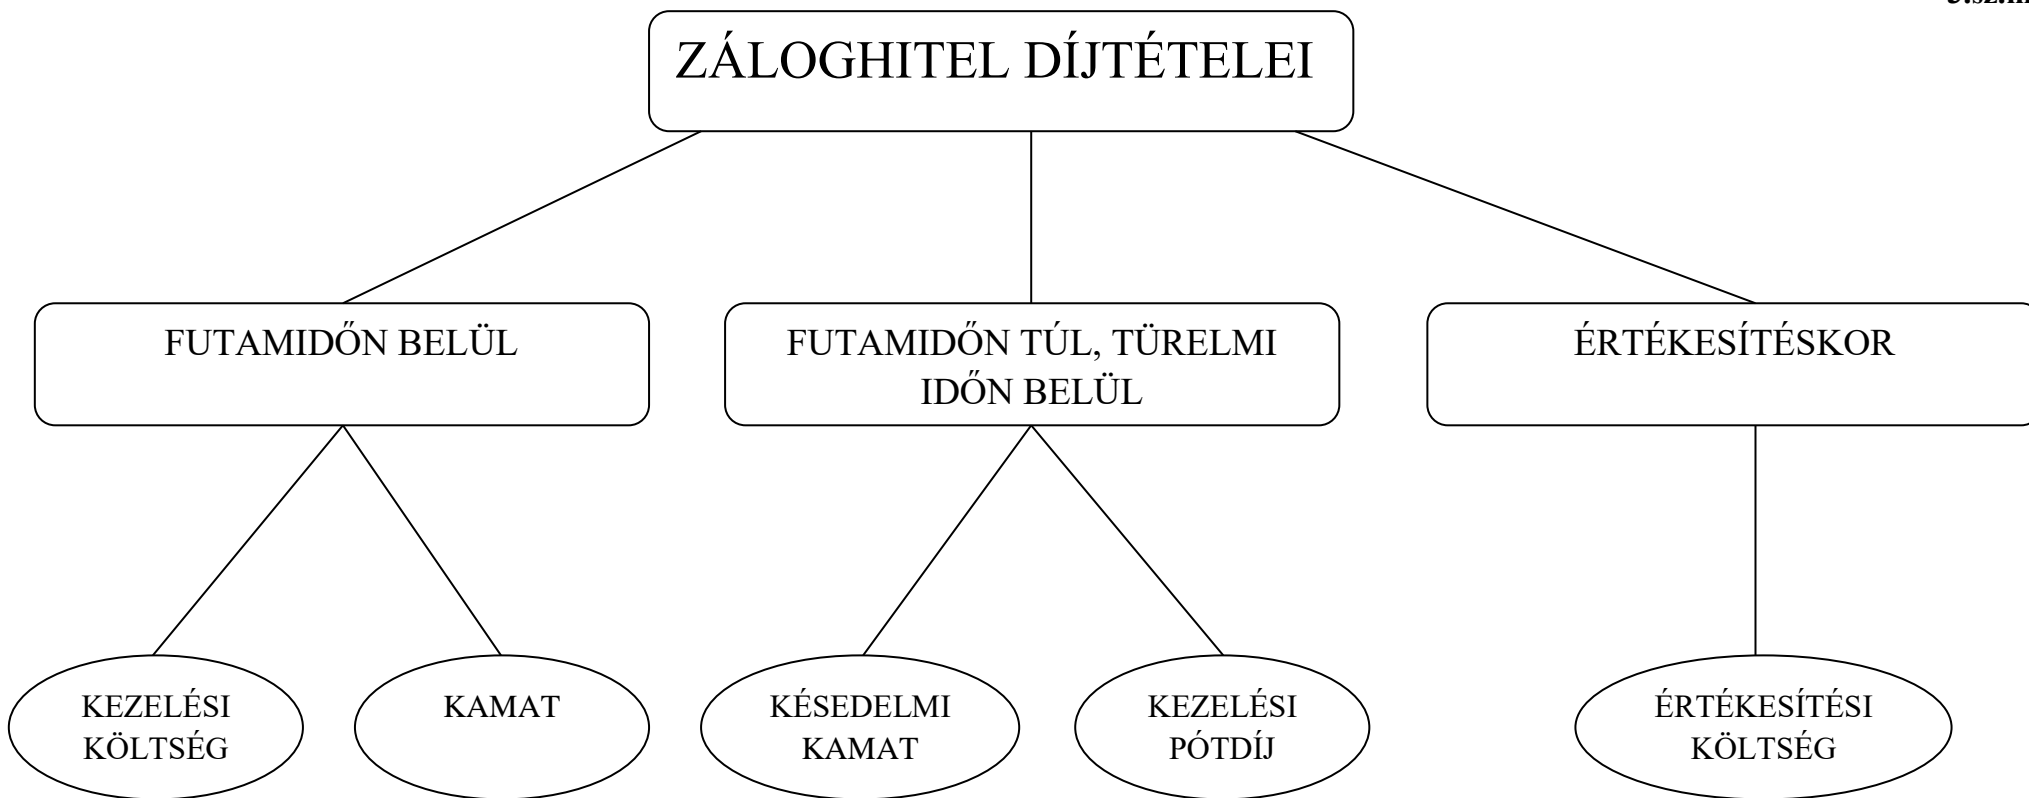 ZÁLOGHITEL DÍJTÉTELEI
FUTAMIDŐN BELÜL
FUTAMIDŐN TÚL, TÜRELMI
IDŐN BELÜL
ÉRTÉKESÍTÉSKOR
KEZELÉSI
KÖLTSÉG
KAMAT
KÉSEDELMI
KAMAT
KEZELÉSI
PÓTDÍJ
ÉRTÉKESÍTÉSI
KÖLTSÉG